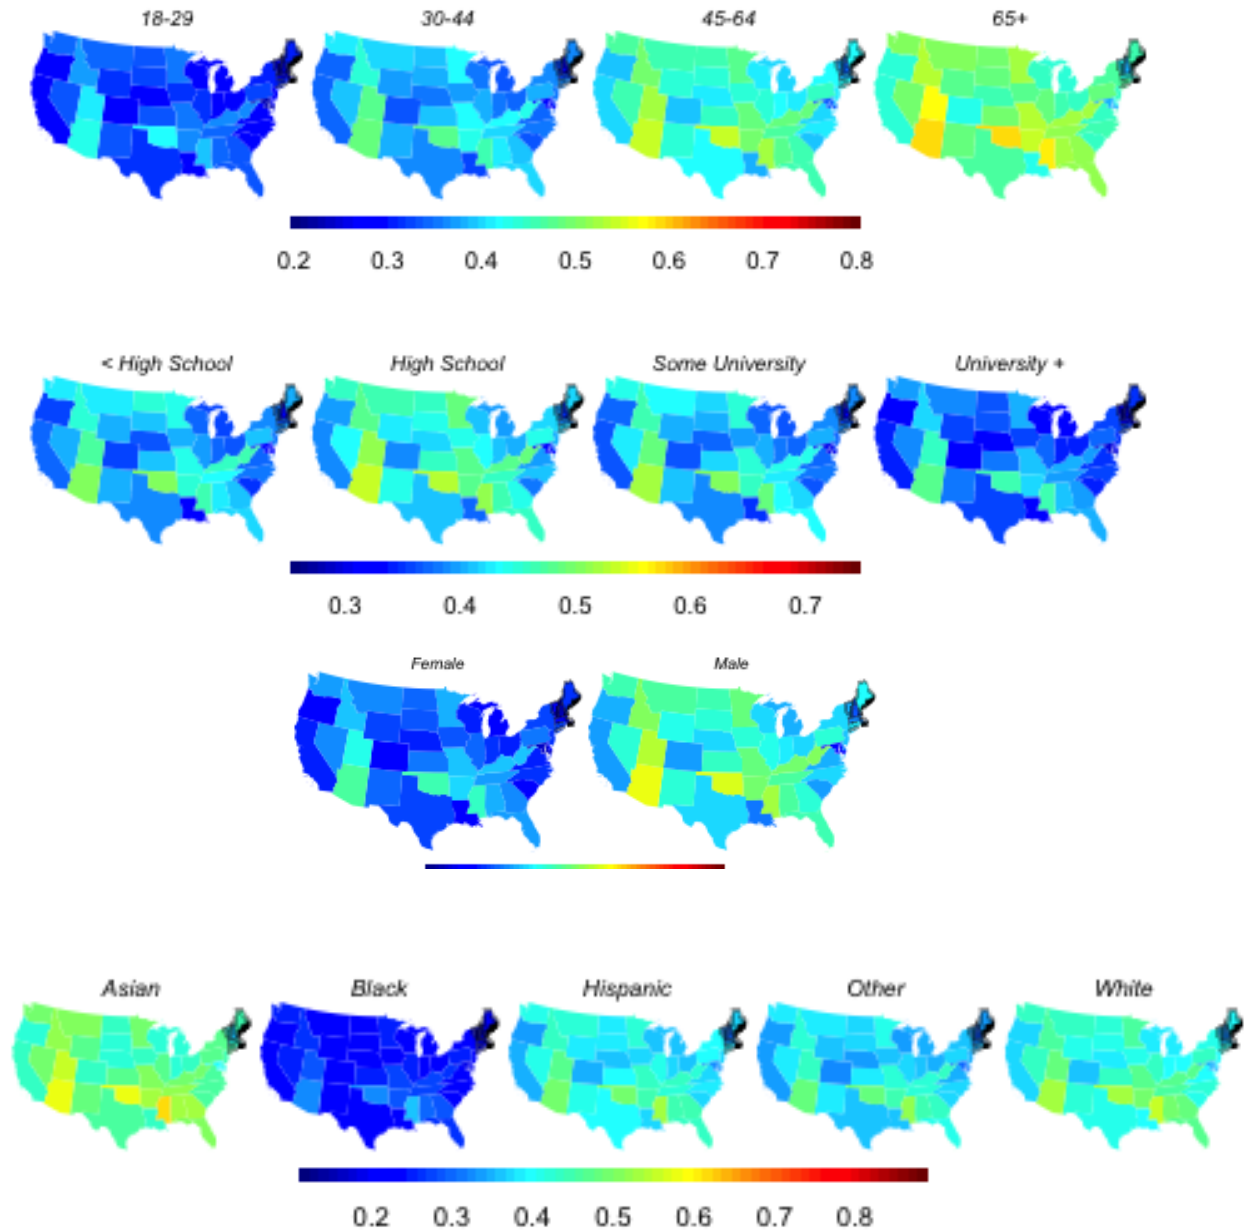 18-29 30-44 45-64 65+
0.2 0.3 0.4 0.5 0.6 0.7 0.8
< High School High School Some University University +
0.3 0.4 0.5 0.6 0.7
Female Male
Asian Black Hispanic Other White
0.2 0.3 0.4 0.5 0.6 0.7 0.8